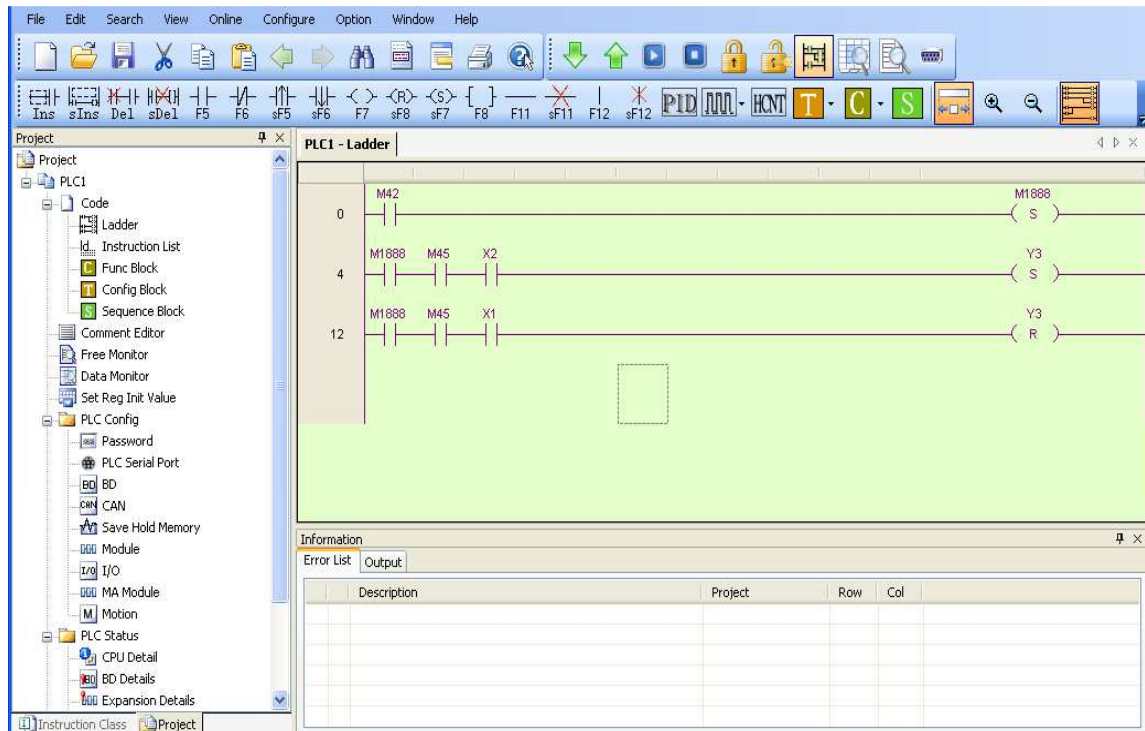 File Edit Search View Online Configure Option Window Help
Ins sIns Del sDel F5 F6 sF5 sF6 F7 sF8 sF7 F8 F11 sF11 F12 sF12 PID HCNT T C S
Project
Project
PLC1
Code
Ladder
Instruction List
Func Block
Config Block
Sequence Block
Comment Editor
Free Monitor
Data Monitor
Set Reg Init Value
PLC Config
Password
PLC Serial Port
BD BD
CAN CAN
Save Hold Memory
Module
I/O I/O
MA Module
M Motion
PLC Status
CPU Detail
BD BD Details
Expansion Details
Instruction Class Project
PLC1 - Ladder
M42 M1888
0 ( S )
M1888 M45 X2 Y3
4 ( S )
M1888 M45 X1 Y3
12 ( R )
Information
Error List Output
Description Project Row Col